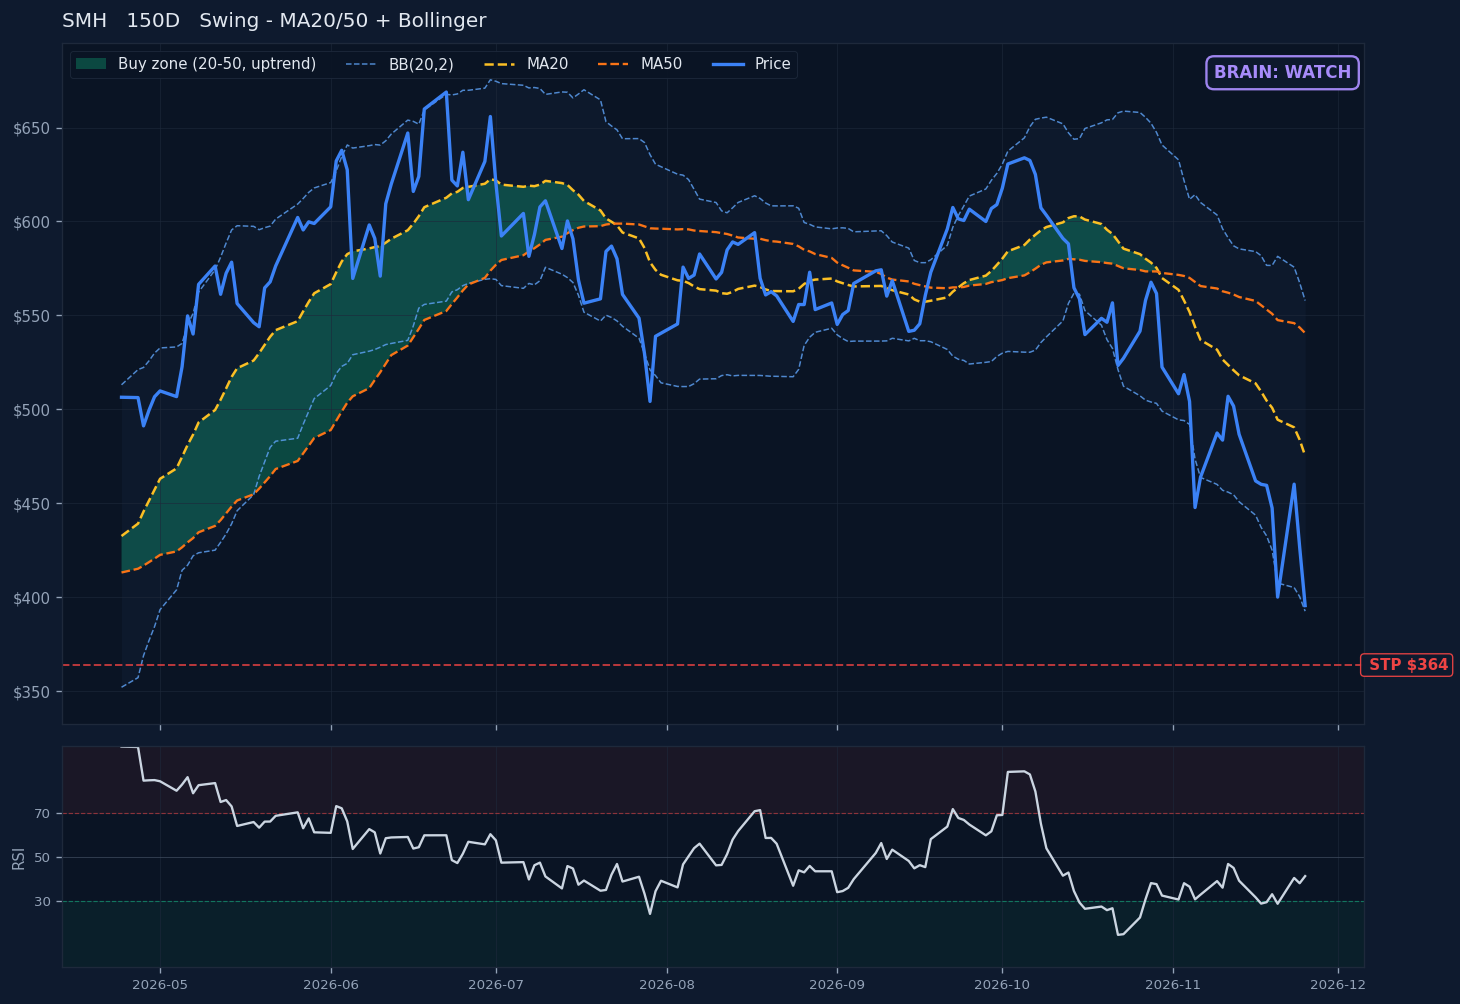 SMH   150D   Swing - MA20/50 + Bollinger
Buy zone (20-50, uptrend)   BB(20,2)   MA20   MA50   Price
BRAIN: WATCH
$650
$600
$550
$500
$450
$400
$350
STP $364
RSI
70
50
30
2026-05   2026-06   2026-07   2026-08   2026-09   2026-10   2026-11   2026-12